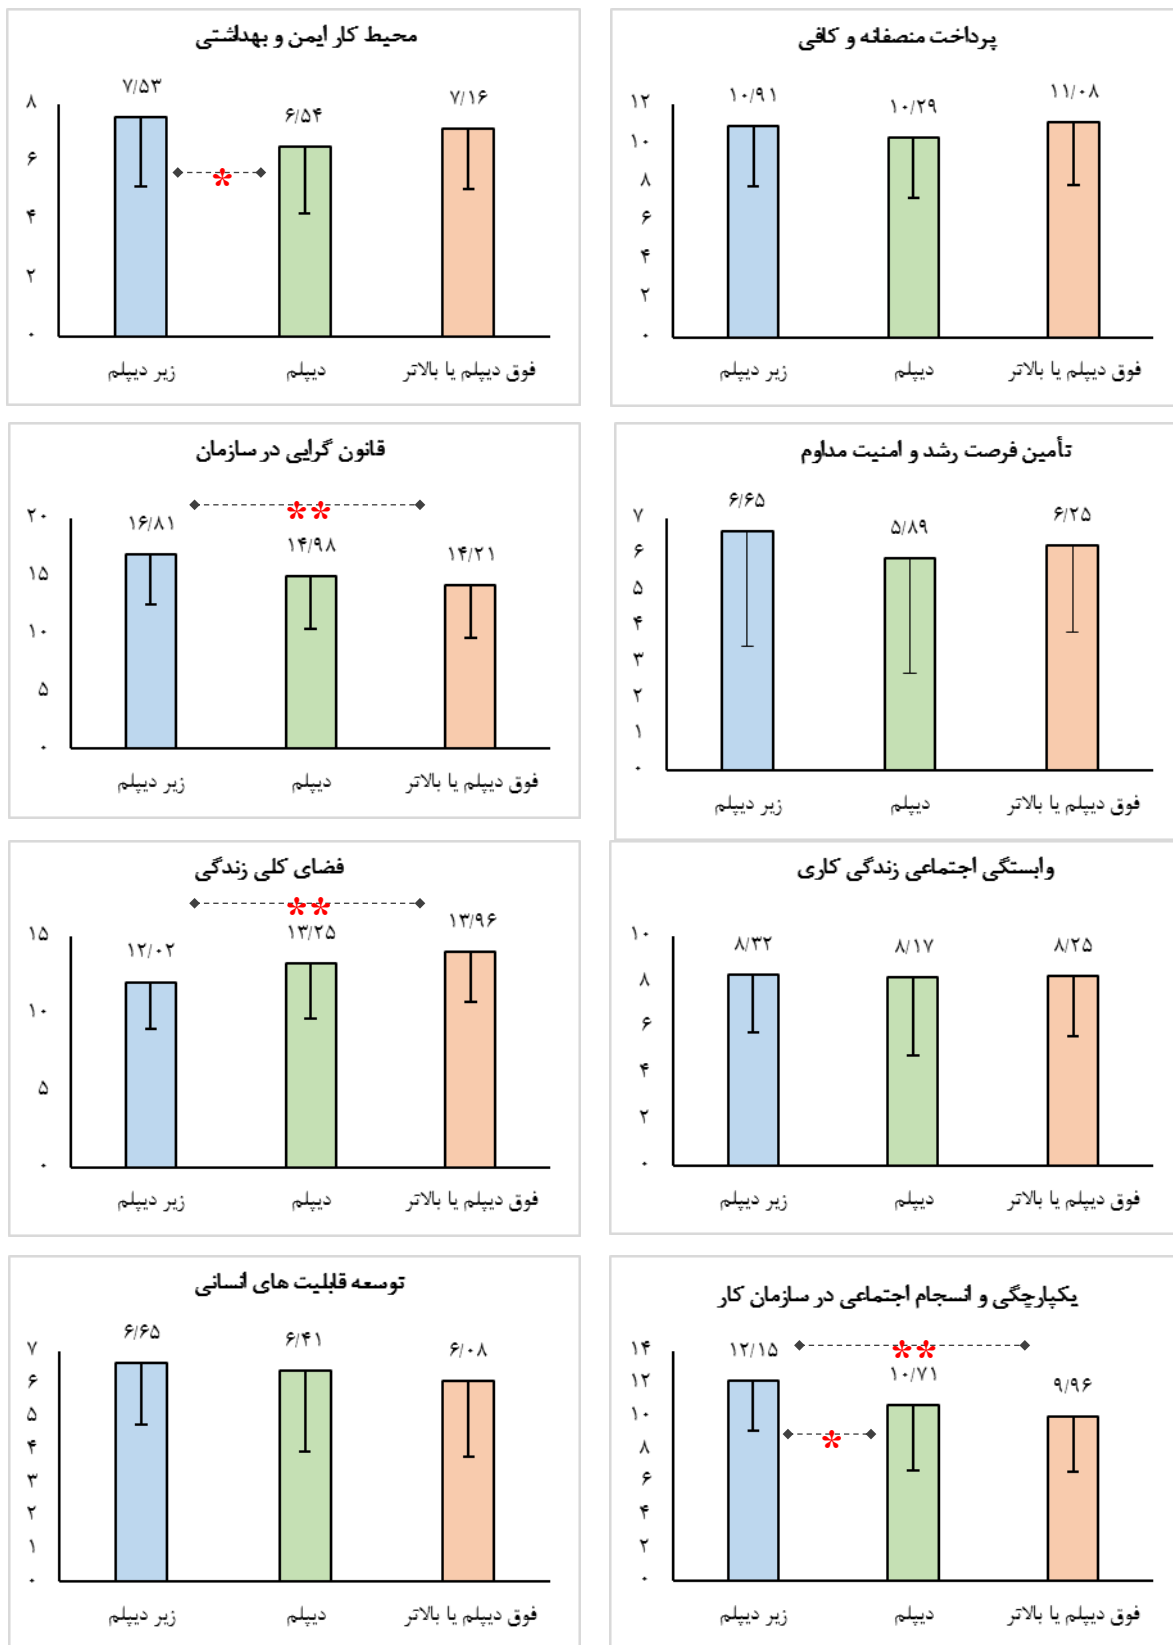 پرداخت منصفانه و کافی
۱۰/۹۱
۱۰/۲۹
۱۱/۰۸
۱۲
۱۰
۸
۶
۴
۲
۰
زیر دیپلم
دیپلم
فوق دیپلم یا بالاتر
محیط کار ایمن و بهداشتی
۷/۵۳
۶/۵۴
۷/۱۶
۸
۶
۴
۲
۰
*
زیر دیپلم
دیپلم
فوق دیپلم یا بالاتر
تأمین فرصت رشد و امنیت مداوم
۶/۶۵
۵/۸۹
۶/۲۵
۷
۶
۵
۴
۳
۲
۱
۰
زیر دیپلم
دیپلم
فوق دیپلم یا بالاتر
قانون گرایی در سازمان
**
۱۶/۸۱
۱۴/۹۸
۱۴/۲۱
۲۰
۱۵
۱۰
۵
۰
زیر دیپلم
دیپلم
فوق دیپلم یا بالاتر
وابستگی اجتماعی زندگی کاری
۸/۳۲
۸/۱۷
۸/۲۵
۱۰
۸
۶
۴
۲
۰
زیر دیپلم
دیپلم
فوق دیپلم یا بالاتر
فضای کلی زندگی
**
۱۲/۰۲
۱۳/۲۵
۱۳/۹۶
۱۵
۱۰
۵
۰
زیر دیپلم
دیپلم
فوق دیپلم یا بالاتر
یکپارچگی و انسجام اجتماعی در سازمان کار
**
۱۲/۱۵
۱۰/۷۱
۹/۹۶
*
۱۴
۱۲
۱۰
۸
۶
۴
۲
۰
زیر دیپلم
دیپلم
فوق دیپلم یا بالاتر
توسعه قابلیت های انسانی
۶/۶۵
۶/۴۱
۶/۰۸
۷
۶
۵
۴
۳
۲
۱
۰
زیر دیپلم
دیپلم
فوق دیپلم یا بالاتر